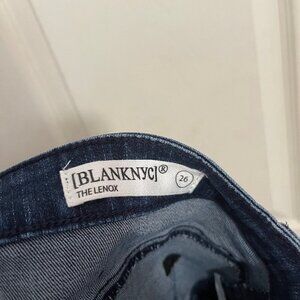 [BLANKNYC]®
THE LENOX
26